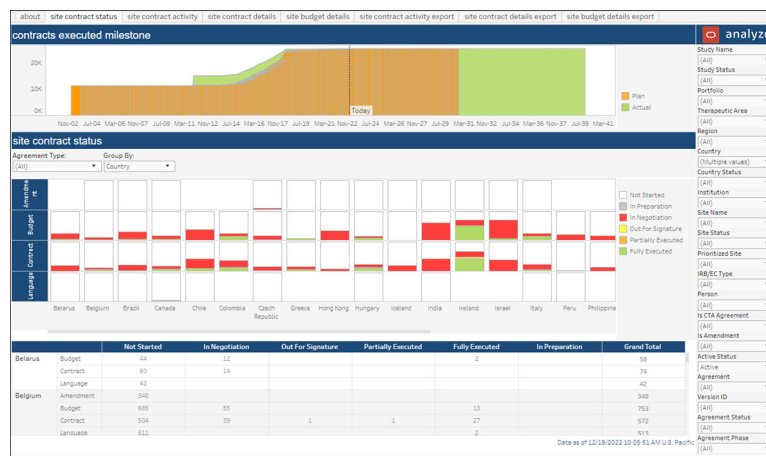 about site contract status site contract activity site contract details site budget details site contract activity export site contract details export site budget details export
contracts executed milestone
20K
10K
0K
Today
Nov-02 Jul-04 Mar-06 Nov-07 Jul-09 Mar-11 Nov-12 Jul-14 Mar-16 Nov-17 Jul-19 Mar-21 Nov-22 Jul-24 Mar-26 Nov-27 Jul-29 Mar-31 Nov-32 Jul-34 Mar-36 Nov-37 Jul-39 Mar-41
Plan
Actual
site contract status
Agreement Type: Group By:
(All) Country
Amendme
nt
Budget
Contract
Language
Not Started
In Preparation
In Negotiation
Out For Signature
Partially Executed
Fully Executed
Belarus Belgium Brazil Canada Chile Colombia Czech Republic Greece Hong Kong Hungary Iceland India Ireland Israel Italy Peru Philippine
Not Started In Negotiation Out For Signature Partially Executed Fully Executed In Preparation Grand Total
Belarus Budget 44 12 2 58
Contract 60 14 74
Language 42 42
Belgium Amendment 348 348
Budget 685 55 13 753
Contract 504 39 1 1 27 572
Language 511 2 513
Data as of 12/19/2022 10:05:51 AM U.S. Pacific
analyze
Study Name
(All)
Study Status
(All)
Portfolio
(All)
Therapeutic Area
(All)
Region
(All)
Country
(Multiple values)
Country Status
(All)
Institution
(All)
Site Name
(All)
Site Status
(All)
Prioritized Site
(All)
IRB/EC Type
(All)
Person
(All)
Is CTA Agreement
(All)
Is Amendment
(All)
Active Status
Active
Agreement
(All)
Version ID
(All)
Agreement Status
(All)
Agreement Phase
(All)